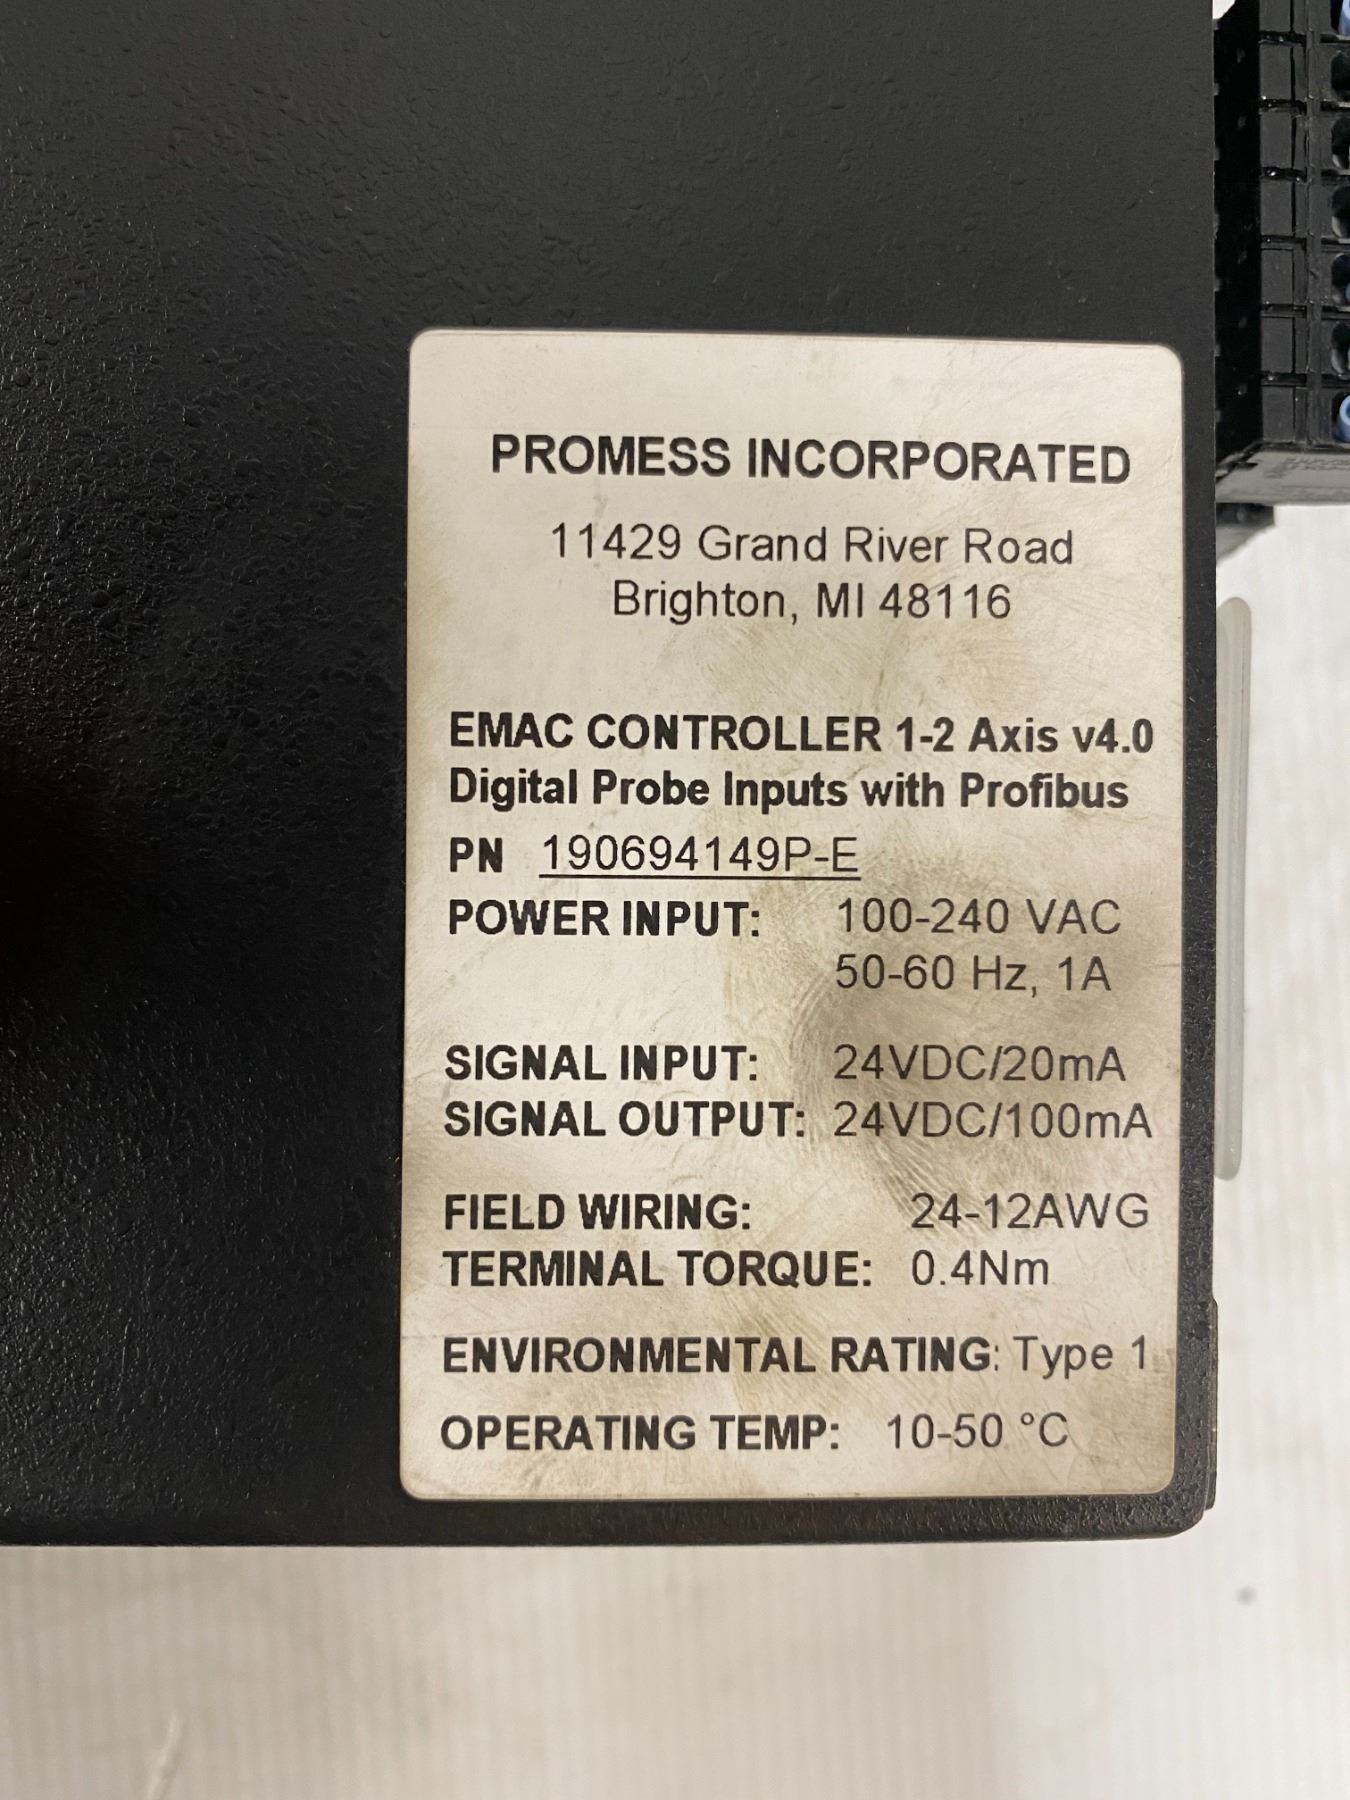 PROMESS INCORPORATED
11429 Grand River Road
Brighton, MI 48116
EMAC CONTROLLER 1-2 Axis v4.0
Digital Probe Inputs with Profibus
PN 190694149P-E
POWER INPUT: 100-240 VAC
50-60 Hz, 1A
SIGNAL INPUT: 24VDC/20mA
SIGNAL OUTPUT: 24VDC/100mA
FIELD WIRING: 24-12AWG
TERMINAL TORQUE: 0.4Nm
ENVIRONMENTAL RATING: Type 1
OPERATING TEMP: 10-50 °C